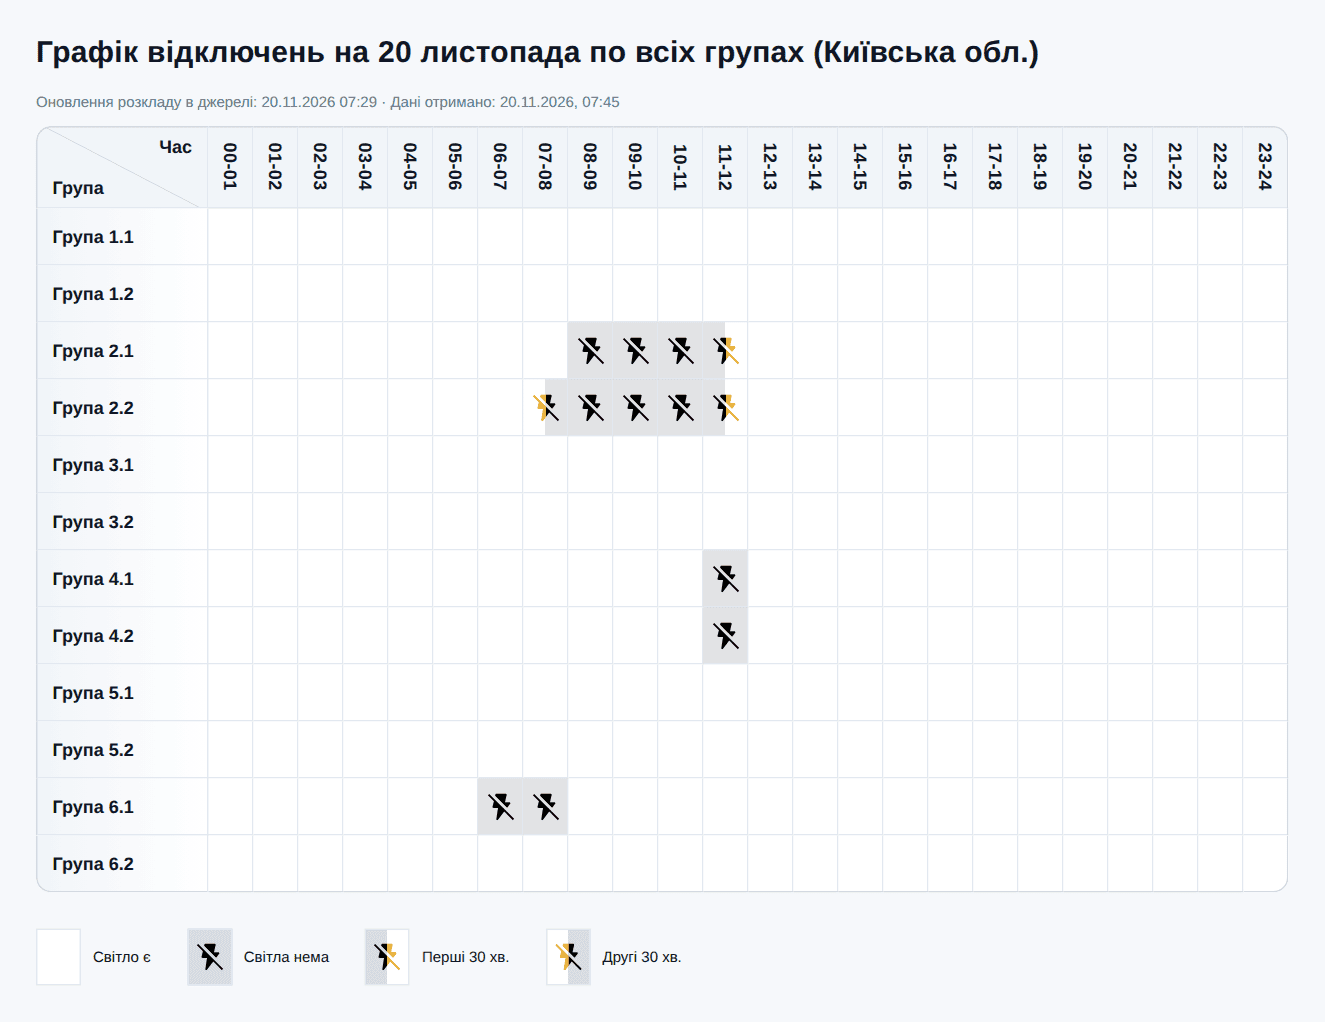 Графік відключень на 20 листопада по всіх групах (Київська обл.)
Оновлення розкладу в джерелі: 20.11.2026 07:29 · Дані отримано: 20.11.2026, 07:45
Час
Група
00-01 01-02 02-03 03-04 04-05 05-06 06-07 07-08 08-09 09-10 10-11 11-12 12-13 13-14 14-15 15-16 16-17 17-18 18-19 19-20 20-21 21-22 22-23 23-24
Група 1.1
Група 1.2
Група 2.1
Група 2.2
Група 3.1
Група 3.2
Група 4.1
Група 4.2
Група 5.1
Група 5.2
Група 6.1
Група 6.2
Світло є Світла нема Перші 30 хв. Другі 30 хв.